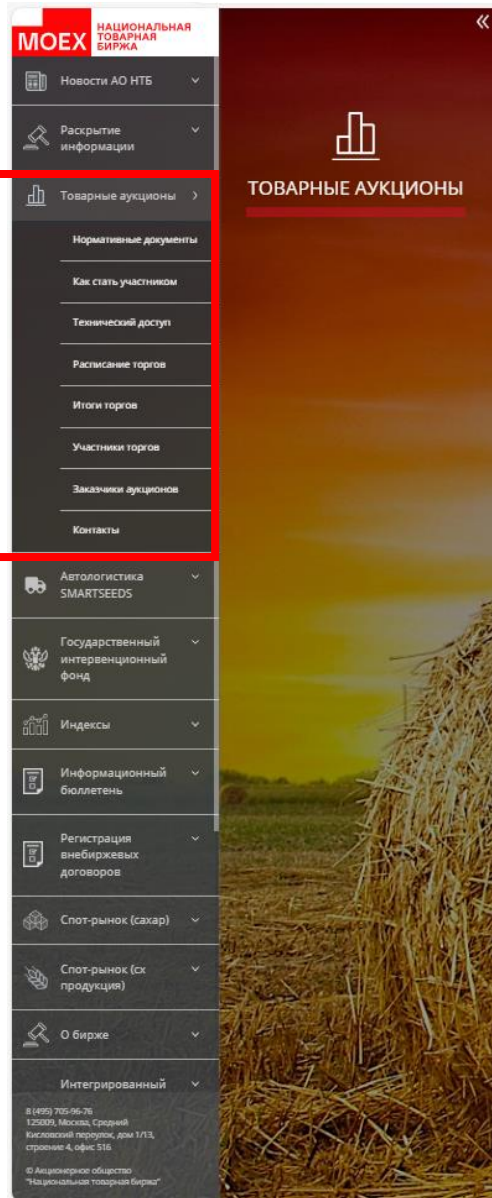 MOEX
НАЦИОНАЛЬНАЯ
ТОВАРНАЯ
БИРЖА
Новости АО НТБ
Раскрытие
информации
Товарные аукционы
Нормативные документы
Как стать участником
Технический доступ
Расписание торгов
Итоги торгов
Участники торгов
Заказчики аукционов
Контакты
Автологистика
SMARTSEEDS
Государственный
интервенционный
фонд
Индексы
Информационный
бюллетень
Регистрация
внебиржевых
договоров
Спот-рынок (сахар)
Спот-рынок (сх
продукция)
О бирже
Интегрированный
8 (495) 705-96-76
125009, Москва, Средний
Кисловский переулок, дом 1/13,
строение 4, офис 516
© Акционерное общество
"Национальная товарная биржа"
ТОВАРНЫЕ АУКЦИОНЫ